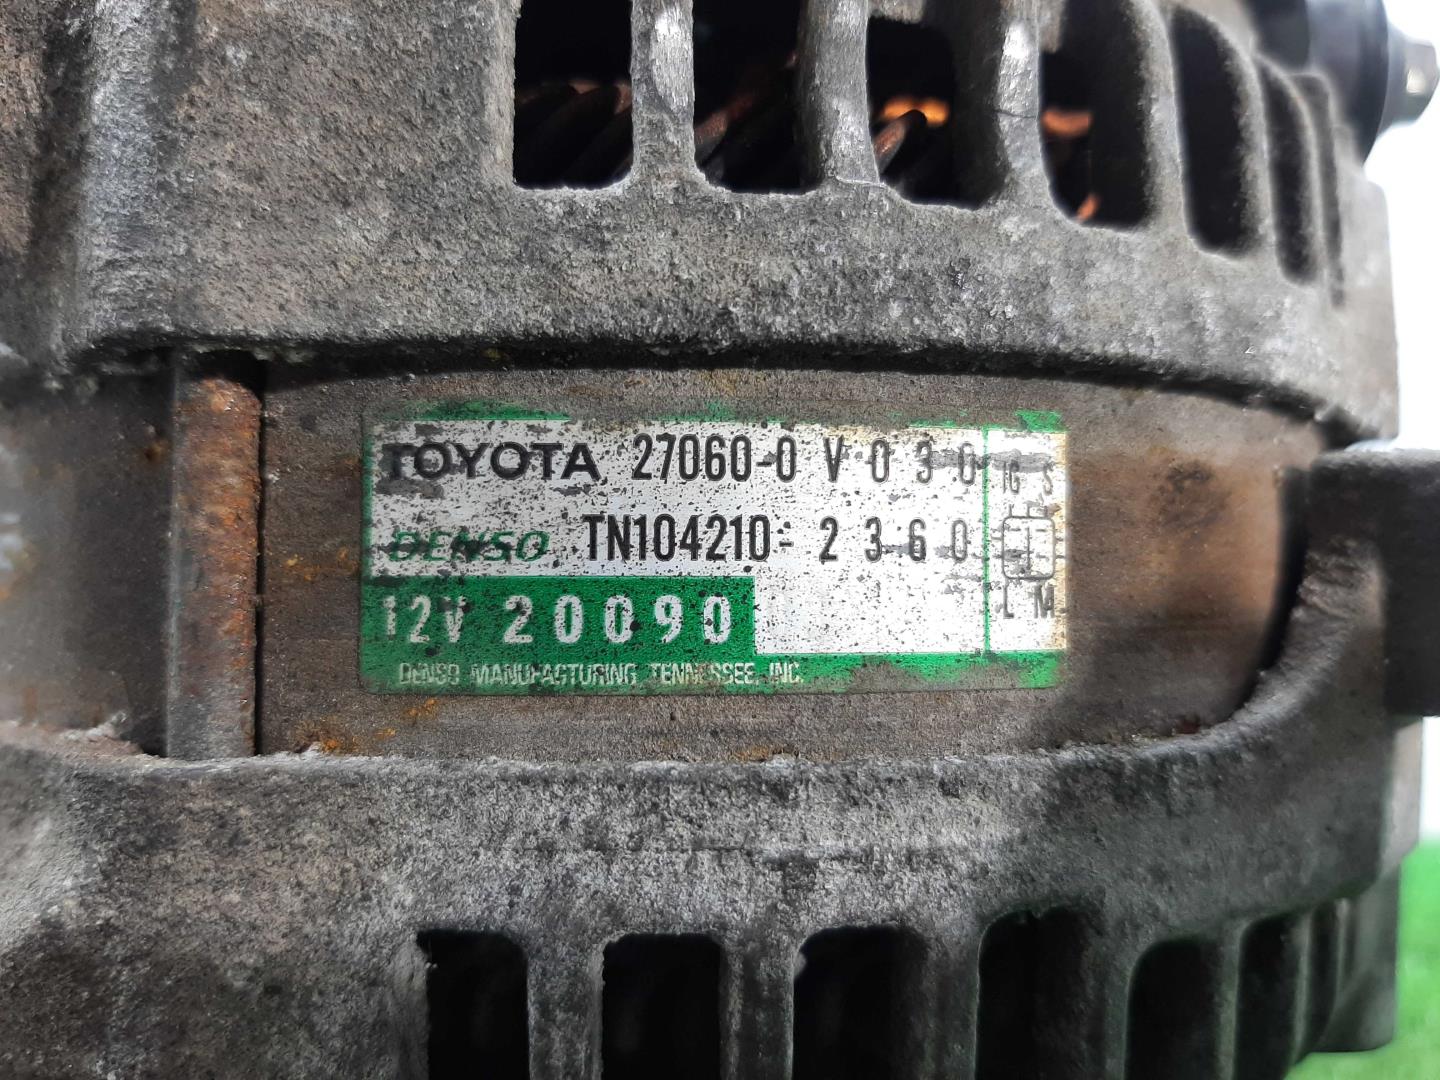 TOYOTA 27060-0V030
DENSO TN104210-2360
12V 20090
DENSO MANUFACTURING TENNESSEE, INC.
IG S
L M